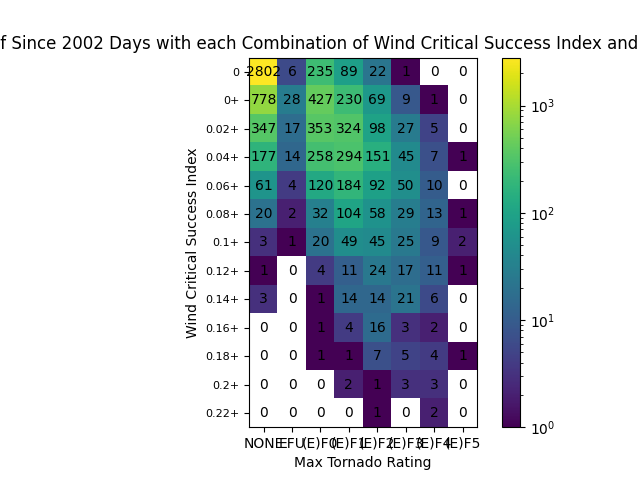 f Since 2002 Days with each Combination of Wind Critical Success Index and
0 2802 6 235 89 22 1 0 0
0+ 778 28 427 230 69 9 1 0
0.02+ 347 17 353 324 98 27 5 0
0.04+ 177 14 258 294 151 45 7 1
0.06+ 61 4 120 184 92 50 10 0
0.08+ 20 2 32 104 58 29 13 1
0.1+ 3 1 20 49 45 25 9 2
0.12+ 1 0 4 11 24 17 11 1
0.14+ 3 0 1 14 14 21 6 0
0.16+ 0 0 1 4 16 3 2 0
0.18+ 0 0 1 1 7 5 4 1
0.2+ 0 0 0 2 1 3 3 0
0.22+ 0 0 0 0 1 0 2 0
NONE EFU (E)F0 (E)F1 (E)F2 (E)F3 (E)F4 (E)F5
Max Tornado Rating
Wind Critical Success Index
10³
10²
10¹
10⁰